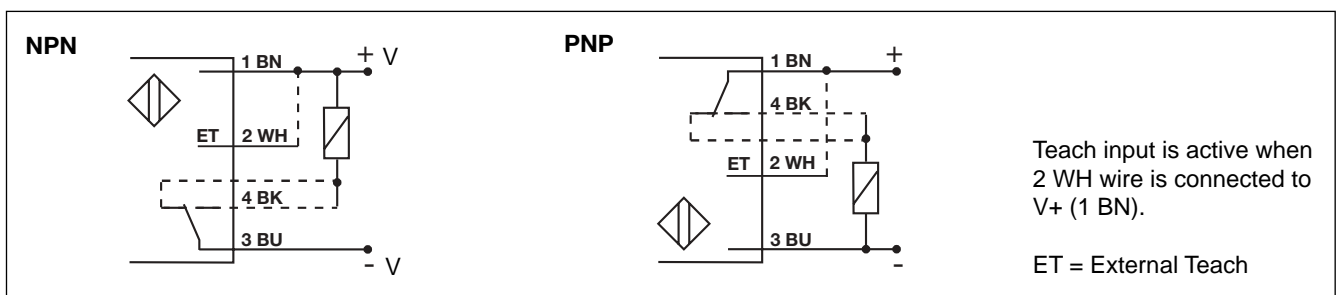 NPN
1 BN
+ V
ET
2 WH
4 BK
3 BU
- V
PNP
1 BN
+
4 BK
ET
2 WH
3 BU
-
Teach input is active when
2 WH wire is connected to
V+ (1 BN).
ET = External Teach